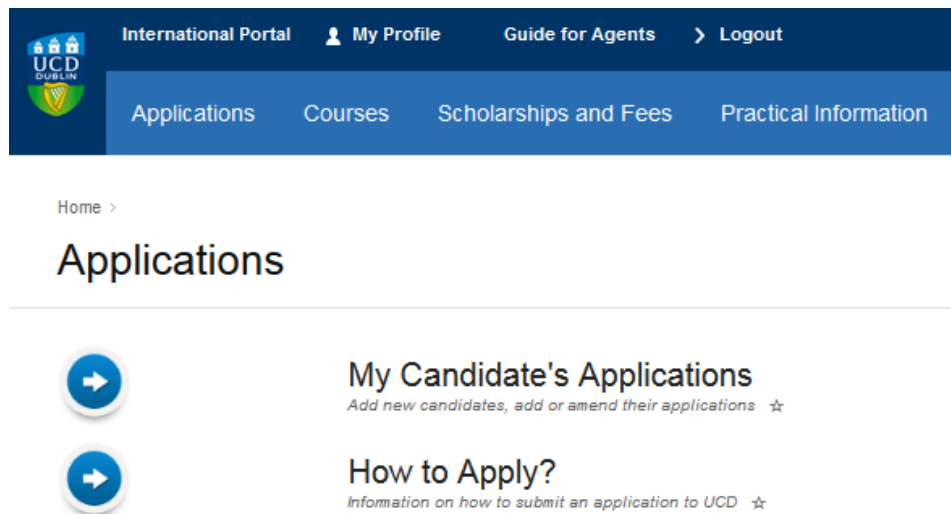 International Portal My Profile Guide for Agents Logout
UCD
DUBLIN
Applications Courses Scholarships and Fees Practical Information
Home >
Applications
My Candidate's Applications
Add new candidates, add or amend their applications
How to Apply?
Information on how to submit an application to UCD